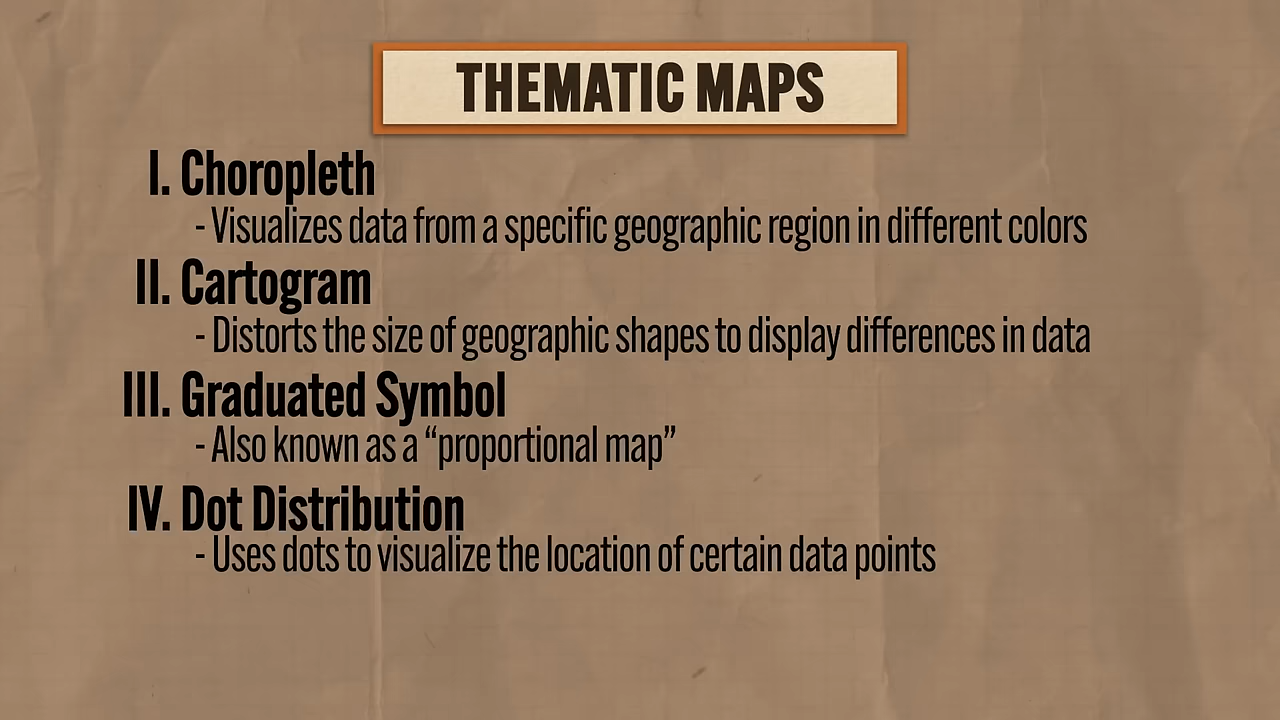 THEMATIC MAPS
I. Choropleth
- Visualizes data from a specific geographic region in different colors
II. Cartogram
- Distorts the size of geographic shapes to display differences in data
III. Graduated Symbol
- Also known as a “proportional map”
IV. Dot Distribution
- Uses dots to visualize the location of certain data points